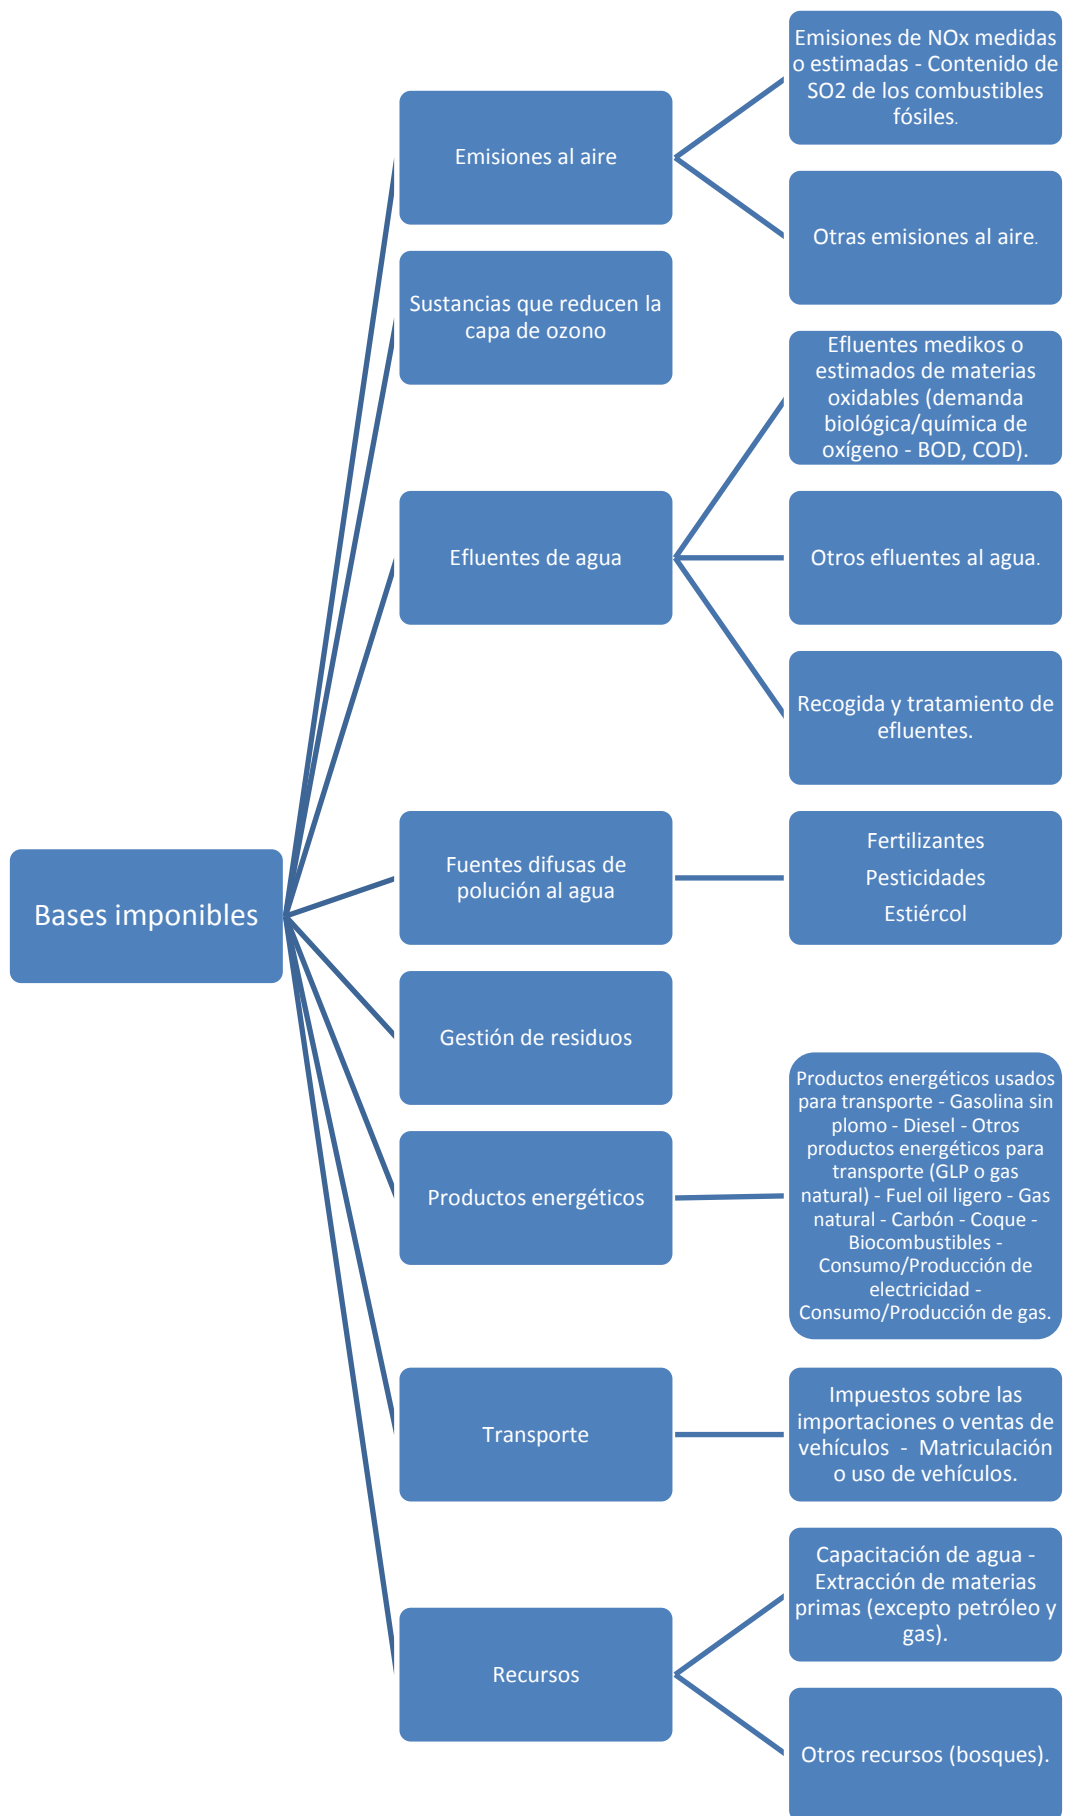 Bases imponibles
Emisiones al aire
Emisiones de NOx medidas
o estimadas - Contenido de
SO2 de los combustibles
fósiles.
Otras emisiones al aire.
Sustancias que reducen la
capa de ozono
Efluentes de agua
Efluentes medikos o
estimados de materias
oxidables (demanda
biológica/química de
oxígeno - BOD, COD).
Otros efluentes al agua.
Recogida y tratamiento de
efluentes.
Fuentes difusas de
polución al agua
Fertilizantes
Pesticidades
Estiércol
Gestión de residuos
Productos energéticos
Productos energéticos usados
para transporte - Gasolina sin
plomo - Diesel - Otros
productos energéticos para
transporte (GLP o gas
natural) - Fuel oil ligero - Gas
natural - Carbón - Coque -
Biocombustibles -
Consumo/Producción de
electricidad -
Consumo/Producción de gas.
Transporte
Impuestos sobre las
importaciones o ventas de
vehículos - Matriculación
o uso de vehículos.
Recursos
Capacitación de agua -
Extracción de materias
primas (excepto petróleo y
gas).
Otros recursos (bosques).